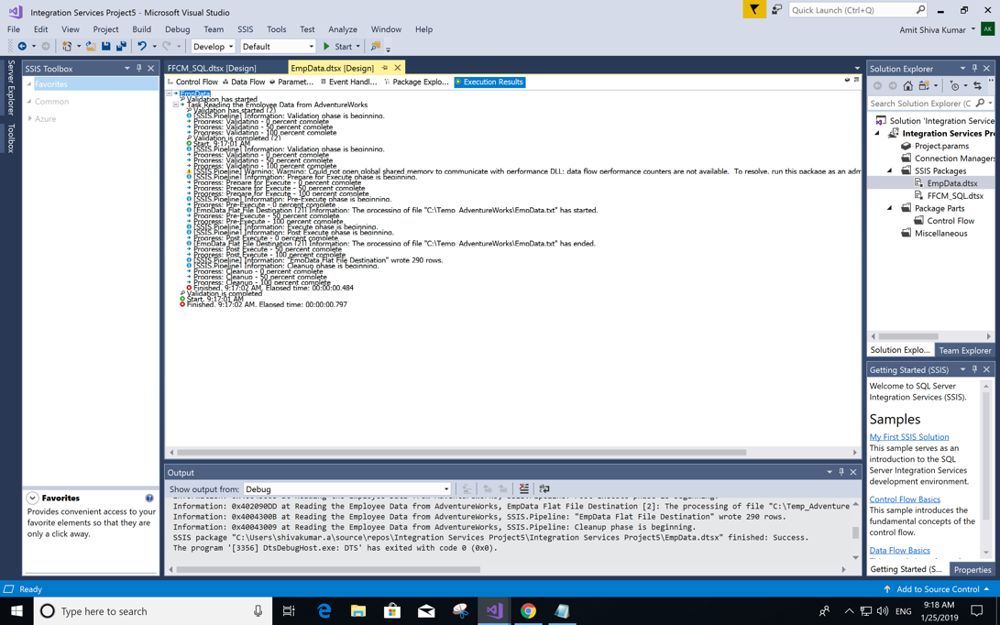 Integration Services Project5 - Microsoft Visual Studio
Quick Launch (Ctrl+Q)
File Edit View Project Build Debug Team SSIS Tools Test Analyze Window Help
Amit Shiva Kumar
AK
Develop Default Start
Server Explorer
Toolbox
SSIS Toolbox
Favorites
Common
Azure
Favorites
Provides convenient access to your
favorite elements so that they are
only a click away.
FFCM_SQL.dtsx [Design] EmpData.dtsx [Design]
Control Flow Data Flow Paramet... Event Handl... Package Explo... Execution Results
EmpData
Validation has started
Task Reading the Employee Data from AdventureWorks
Validation has started (2)
[SSIS.Pipeline] Information: Validation phase is beginning.
Progress: Validating - 0 percent complete
Progress: Validating - 50 percent complete
Progress: Validating - 100 percent complete
Validation is completed (2)
Start, 9:17:01 AM
[SSIS.Pipeline] Information: Validation phase is beginning.
Progress: Validating - 0 percent complete
Progress: Validating - 50 percent complete
Progress: Validating - 100 percent complete
[SSIS.Pipeline] Warning: Warning: Could not open global shared memory to communicate with performance DLL; data flow performance counters are not available. To resolve, run this package as an adm
[SSIS.Pipeline] Information: Prepare for Execute phase is beginning.
Progress: Prepare for Execute - 0 percent complete
Progress: Prepare for Execute - 50 percent complete
Progress: Prepare for Execute - 100 percent complete
[SSIS.Pipeline] Information: Pre-Execute phase is beginning.
Progress: Pre-Execute - 0 percent complete
[EmpData Flat File Destination [2]] Information: The processing of file "C:\Temp_AdventureWorks\EmpData.txt" has started.
Progress: Pre-Execute - 50 percent complete
Progress: Pre-Execute - 100 percent complete
[SSIS.Pipeline] Information: Execute phase is beginning.
[SSIS.Pipeline] Information: Post Execute phase is beginning.
Progress: Post Execute - 0 percent complete
[EmpData Flat File Destination [2]] Information: The processing of file "C:\Temp_AdventureWorks\EmpData.txt" has ended.
Progress: Post Execute - 50 percent complete
Progress: Post Execute - 100 percent complete
[SSIS.Pipeline] Information: "EmpData Flat File Destination" wrote 290 rows.
[SSIS.Pipeline] Information: Cleanup phase is beginning.
Progress: Cleanup - 0 percent complete
Progress: Cleanup - 50 percent complete
Progress: Cleanup - 100 percent complete
Finished, 9:17:02 AM, Elapsed time: 00:00:00.484
Validation is completed
Start, 9:17:01 AM
Finished, 9:17:02 AM, Elapsed time: 00:00:00.797
Output
Show output from: Debug
Information: 0x402090DD at Reading the Employee Data from AdventureWorks, EmpData Flat File Destination [2]: The processing of file "C:\Temp_Adventure
Information: 0x4004300B at Reading the Employee Data from AdventureWorks, SSIS.Pipeline: "EmpData Flat File Destination" wrote 290 rows.
Information: 0x40043009 at Reading the Employee Data from AdventureWorks, SSIS.Pipeline: Cleanup phase is beginning.
SSIS package "C:\Users\shivakumar.a\source\repos\Integration Services Project5\Integration Services Project5\EmpData.dtsx" finished: Success.
The program '[3356] DtsDebugHost.exe: DTS' has exited with code 0 (0x0).
Solution Explorer
Search Solution Explorer (C
Solution 'Integration Service
Integration Services Pr
Project.params
Connection Managers
SSIS Packages
EmpData.dtsx
FFCM_SQL.dtsx
Package Parts
Control Flow
Miscellaneous
Solution Explo... Team Explorer
Getting Started (SSIS)
Welcome to SQL Server
Integration Services (SSIS).
Samples
My First SSIS Solution
This sample serves as an
introduction to the SQL
Server Integration Services
development environment.
Control Flow Basics
This sample introduces the
fundamental concepts of the
control flow.
Data Flow Basics
Getting Started (S... Properties
Ready
Add to Source Control
Type here to search
ENG
9:18 AM
1/25/2019